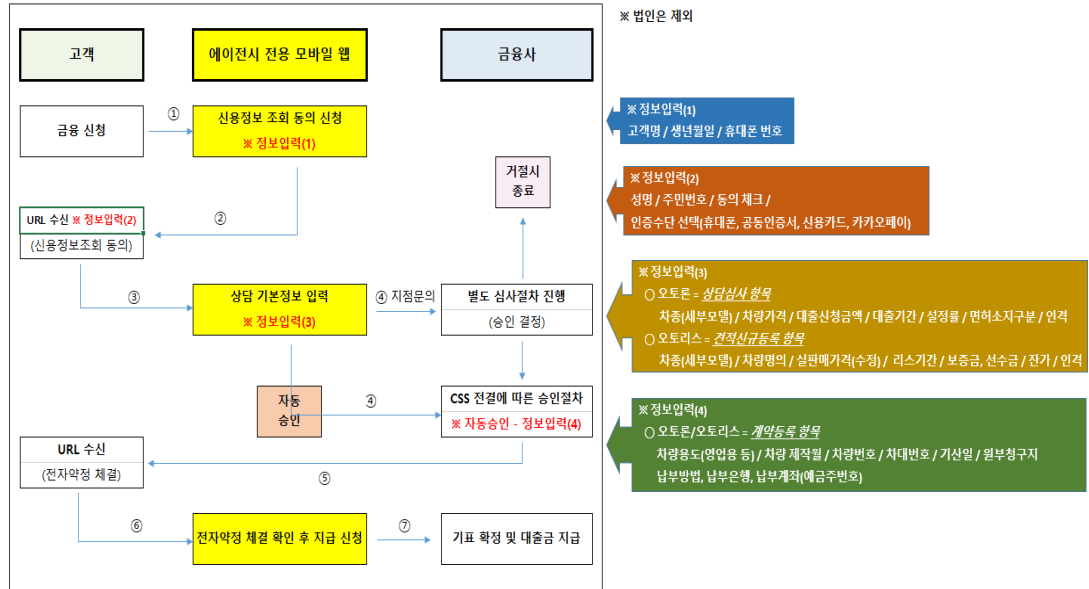 ※ 법인은 제외
고객
에이전시 전용 모바일 웹
금융사
금융 신청
①
신용정보 조회 동의 신청
※ 정보입력(1)
거절시
종료
URL 수신 ※ 정보입력(2)
(신용정보조회 동의)
②
③
상담 기본정보 입력
※ 정보입력(3)
④ 지점문의
별도 심사절차 진행
(승인 결정)
자동
승인
④
CSS 전결에 따른 승인절차
※ 자동승인 - 정보입력(4)
URL 수신
(전자약정 체결)
⑤
⑥
전자약정 체결 확인 후 지급 신청
⑦
기표 확정 및 대출금 지급
※ 정보입력(1)
고객명 / 생년월일 / 휴대폰 번호
※ 정보입력(2)
성명 / 주민번호 / 동의 체크 /
인증수단 선택(휴대폰, 공동인증서, 신용카드, 카카오페이)
※ 정보입력(3)
○ 오토론 = 상담심사 항목
차종(세부모델) / 차량가격 / 대출신청금액 / 대출기간 / 설정률 / 면허소지구분 / 인격
○ 오토리스 = 견적신규등록 항목
차종(세부모델) / 차량명의 / 실판매가격(수정) / 리스기간 / 보증금, 선수금 / 잔가 / 인격
※ 정보입력(4)
○ 오토론/오토리스 = 계약등록 항목
차량용도(영업용 등) / 차량 제작월 / 차량번호 / 차대번호 / 기산일 / 원부청구지
납부방법, 납부은행, 납부계좌(예금주번호)